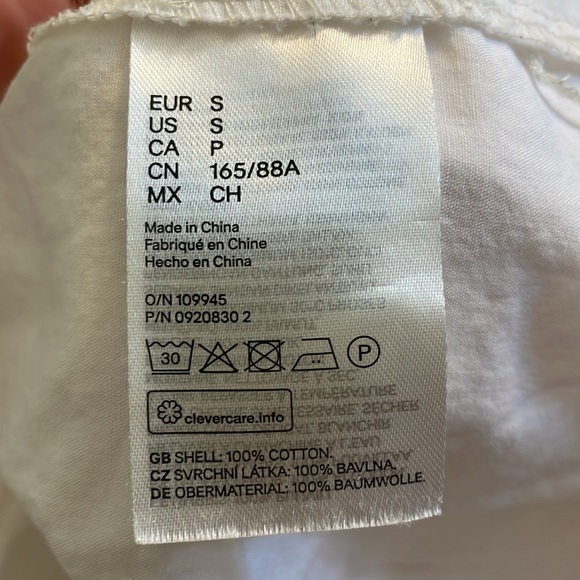 EUR S
US S
CA P
CN 165/88A
MX CH
Made in China
Fabriqué en Chine
Hecho en China
O/N 109945
P/N 0920830 2
30 P
clevercare.info
GB SHELL: 100% COTTON.
CZ SVRCHNÍ LÁTKA: 100% BAVLNA.
DE OBERMATERIAL: 100% BAUMWOLLE.